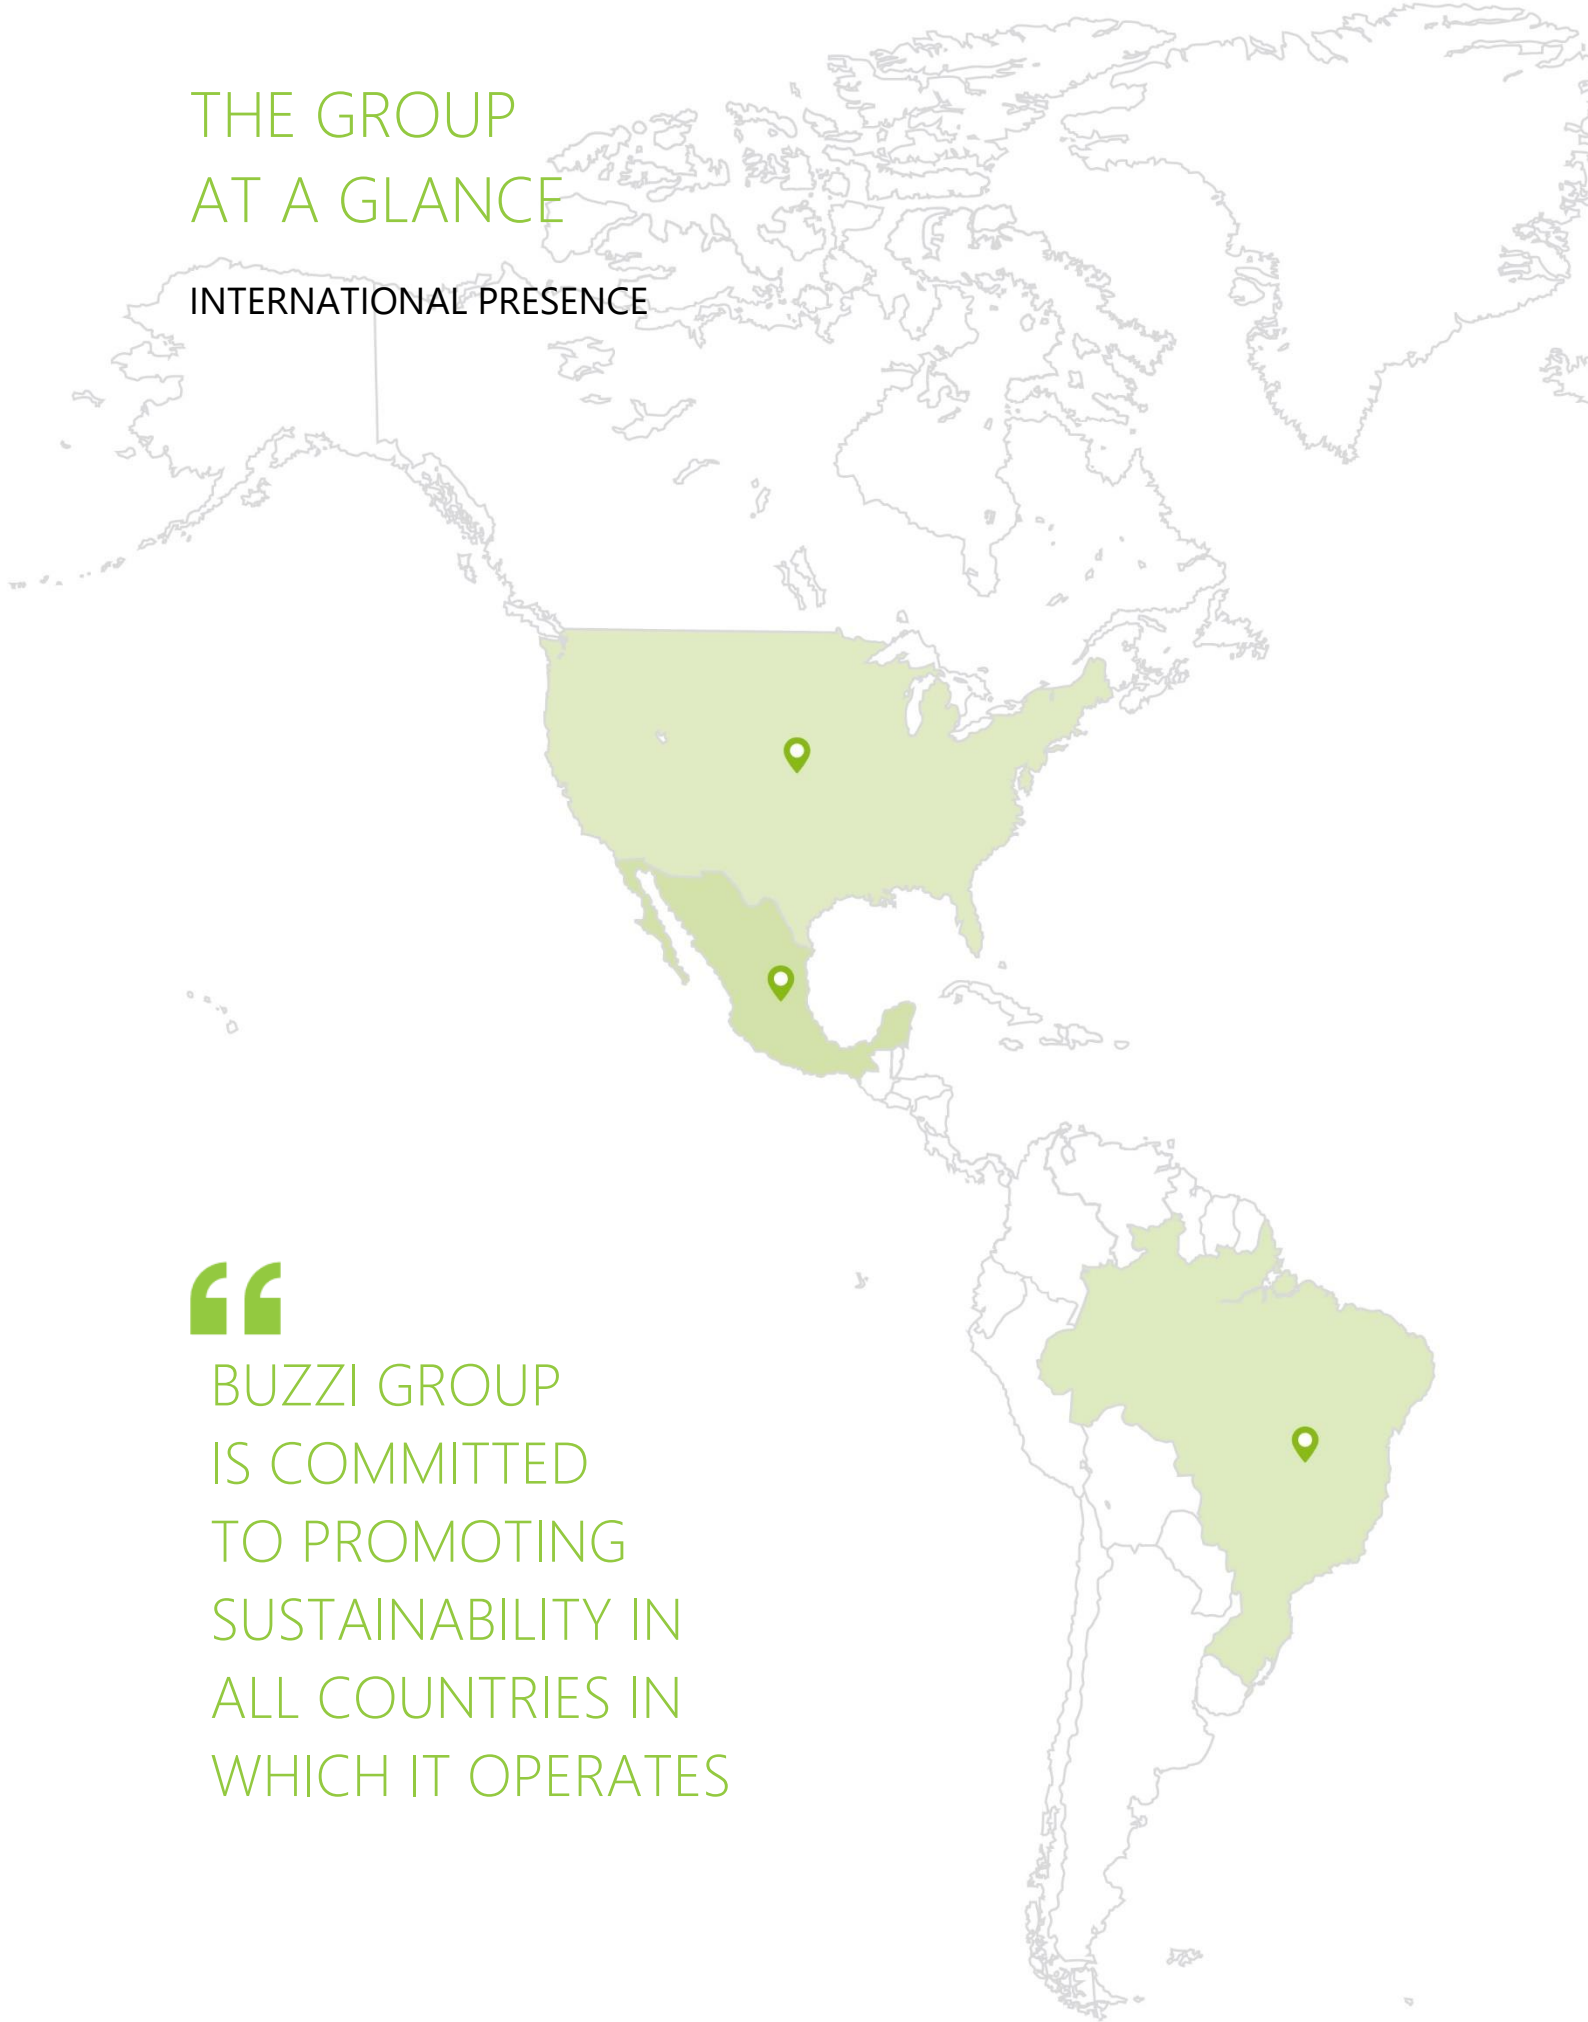 THE GROUP
AT A GLANCE
INTERNATIONAL PRESENCE
“
BUZZI GROUP
IS COMMITTED
TO PROMOTING
SUSTAINABILITY IN
ALL COUNTRIES IN
WHICH IT OPERATES